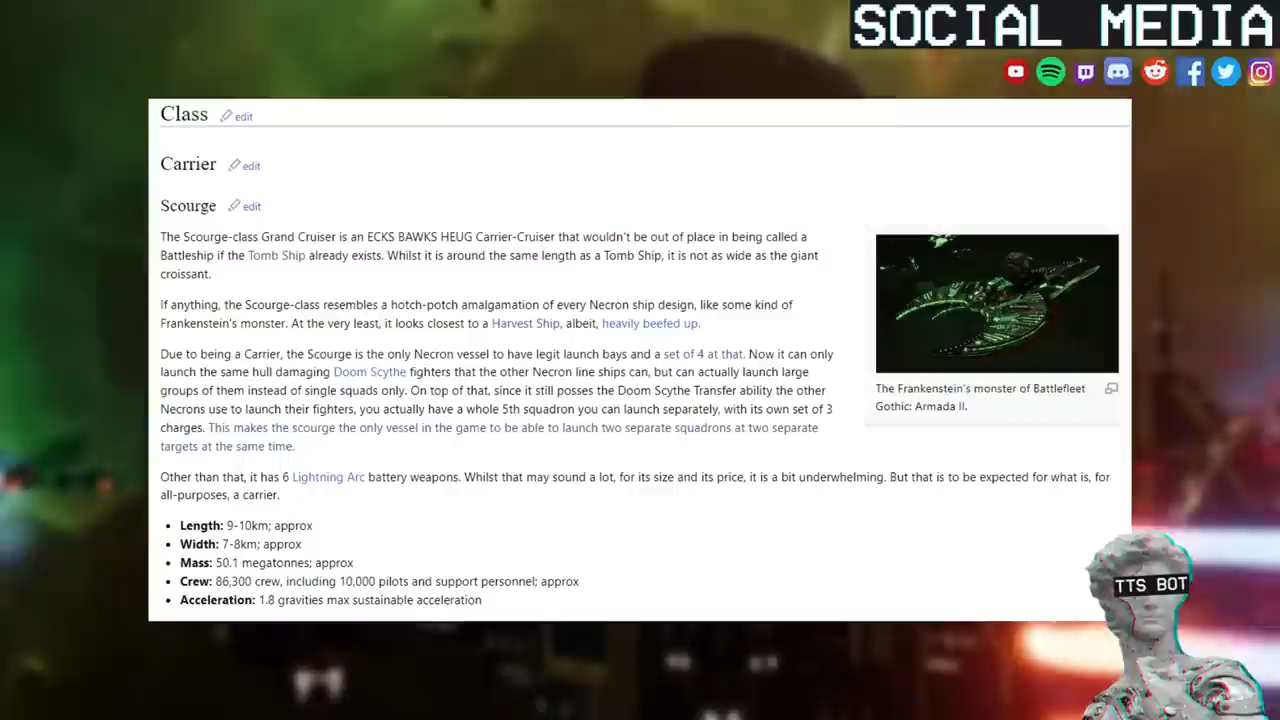 SOCIAL MEDIA
Class edit
Carrier edit
Scourge edit
The Scourge-class Grand Cruiser is an ECKS BAWKS HEUG Carrier-Cruiser that wouldn't be out of place in being called a
Battleship if the Tomb Ship already exists. Whilst it is around the same length as a Tomb Ship, it is not as wide as the giant
croissant.
If anything, the Scourge-class resembles a hotch-potch amalgamation of every Necron ship design, like some kind of
Frankenstein's monster. At the very least, it looks closest to a Harvest Ship, albeit, heavily beefed up.
Due to being a Carrier, the Scourge is the only Necron vessel to have legit launch bays and a set of 4 at that. Now it can only
launch the same hull damaging Doom Scythe fighters that the other Necron line ships can, but can actually launch large
groups of them instead of single squads only. On top of that, since it still posses the Doom Scythe Transfer ability the other
Necrons use to launch their fighters, you actually have a whole 5th squadron you can launch separately, with its own set of 3
charges. This makes the scourge the only vessel in the game to be able to launch two separate squadrons at two separate
targets at the same time.
The Frankenstein's monster of Battlefleet
Gothic: Armada II.
Other than that, it has 6 Lightning Arc battery weapons. Whilst that may sound a lot, for its size and its price, it is a bit underwhelming. But that is to be expected for what is, for
all-purposes, a carrier.
• Length: 9-10km; approx
• Width: 7-8km; approx
• Mass: 50.1 megatonnes; approx
• Crew: 86,300 crew, including 10,000 pilots and support personnel; approx
• Acceleration: 1.8 gravities max sustainable acceleration
TTS BOT